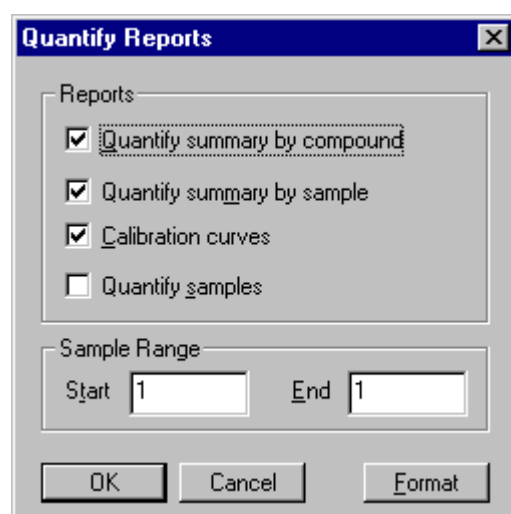 Quantify Reports
Reports
Quantify summary by compound
Quantify summary by sample
Calibration curves
Quantify samples
Sample Range
Start 1 End 1
OK Cancel Format